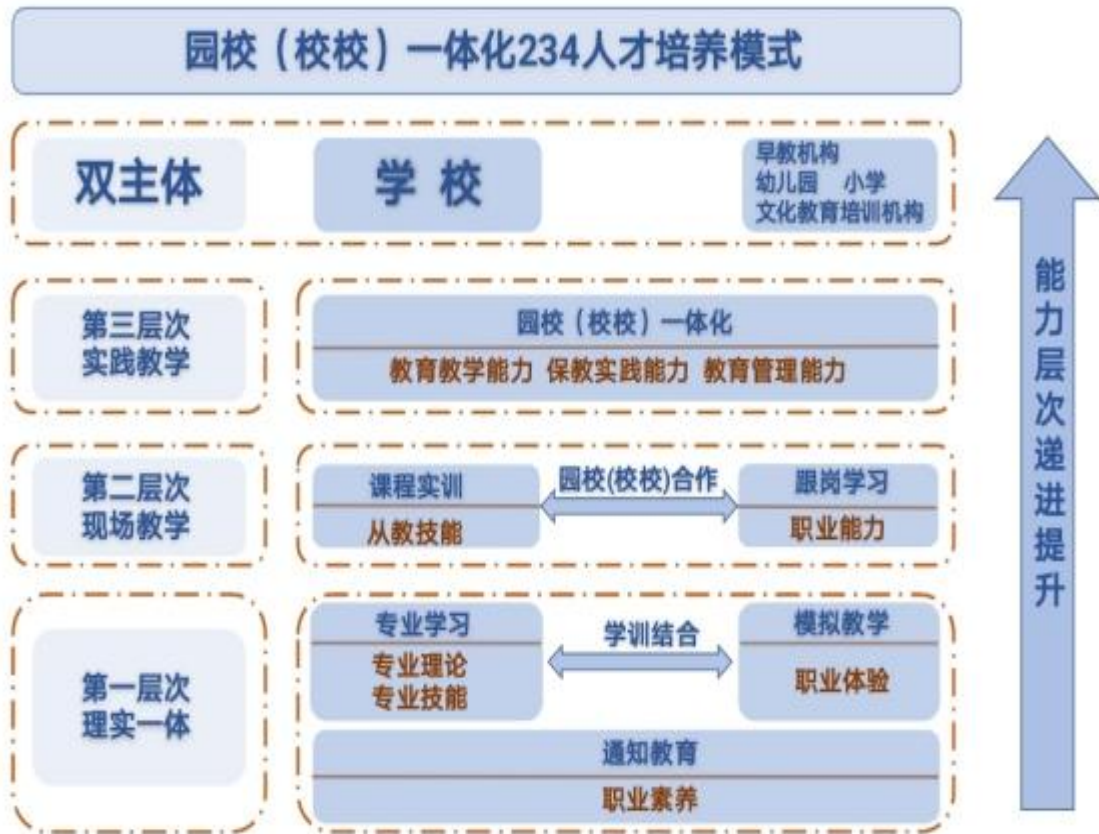 园校（校校）一体化234人才培养模式
双主体
学 校
早教机构
幼儿园 小学
文化教育培训机构
第三层次
实践教学
园校（校校）一体化
教育教学能力 保教实践能力 教育管理能力
第二层次
现场教学
课程实训
从教技能
园校(校校)合作
跟岗学习
职业能力
第一层次
理实一体
专业学习
专业理论
专业技能
学训结合
模拟教学
职业体验
通知教育
职业素养
能力层次递进提升